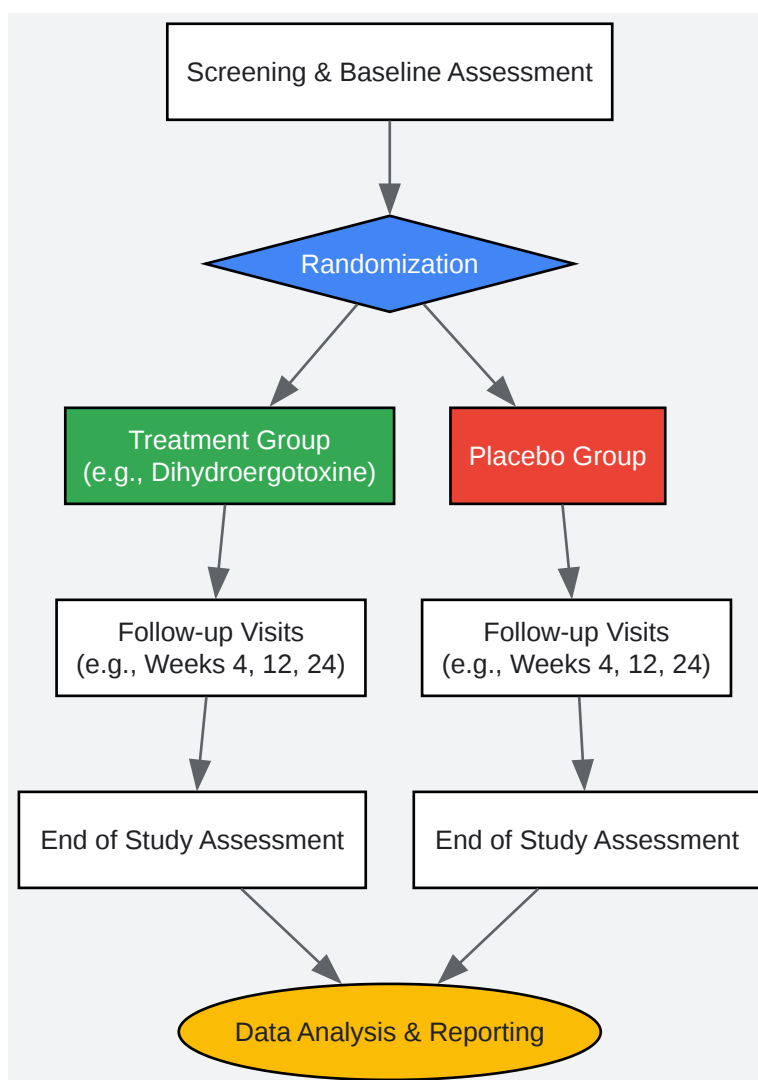 Screening & Baseline Assessment
Randomization
Treatment Group
(e.g., Dihydroergotoxine)
Placebo Group
Follow-up Visits
(e.g., Weeks 4, 12, 24)
Follow-up Visits
(e.g., Weeks 4, 12, 24)
End of Study Assessment
End of Study Assessment
Data Analysis & Reporting